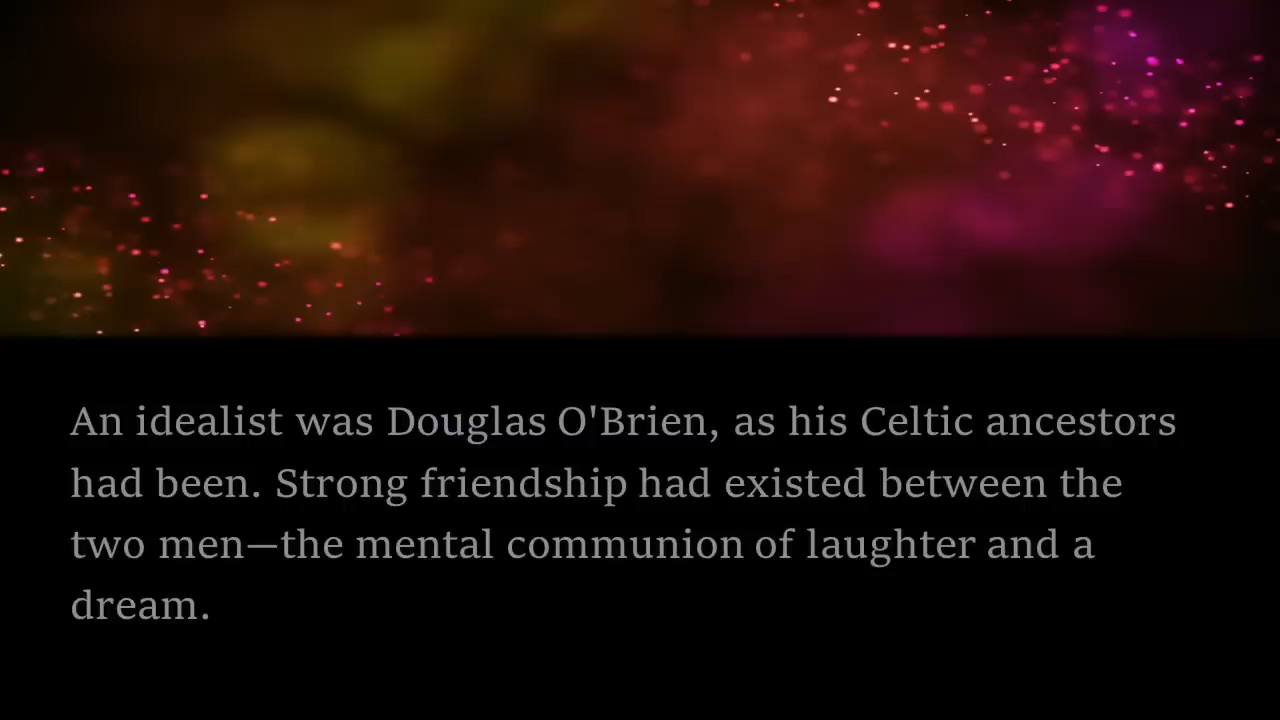 An idealist was Douglas O'Brien, as his Celtic ancestors
had been. Strong friendship had existed between the
two men—the mental communion of laughter and a
dream.